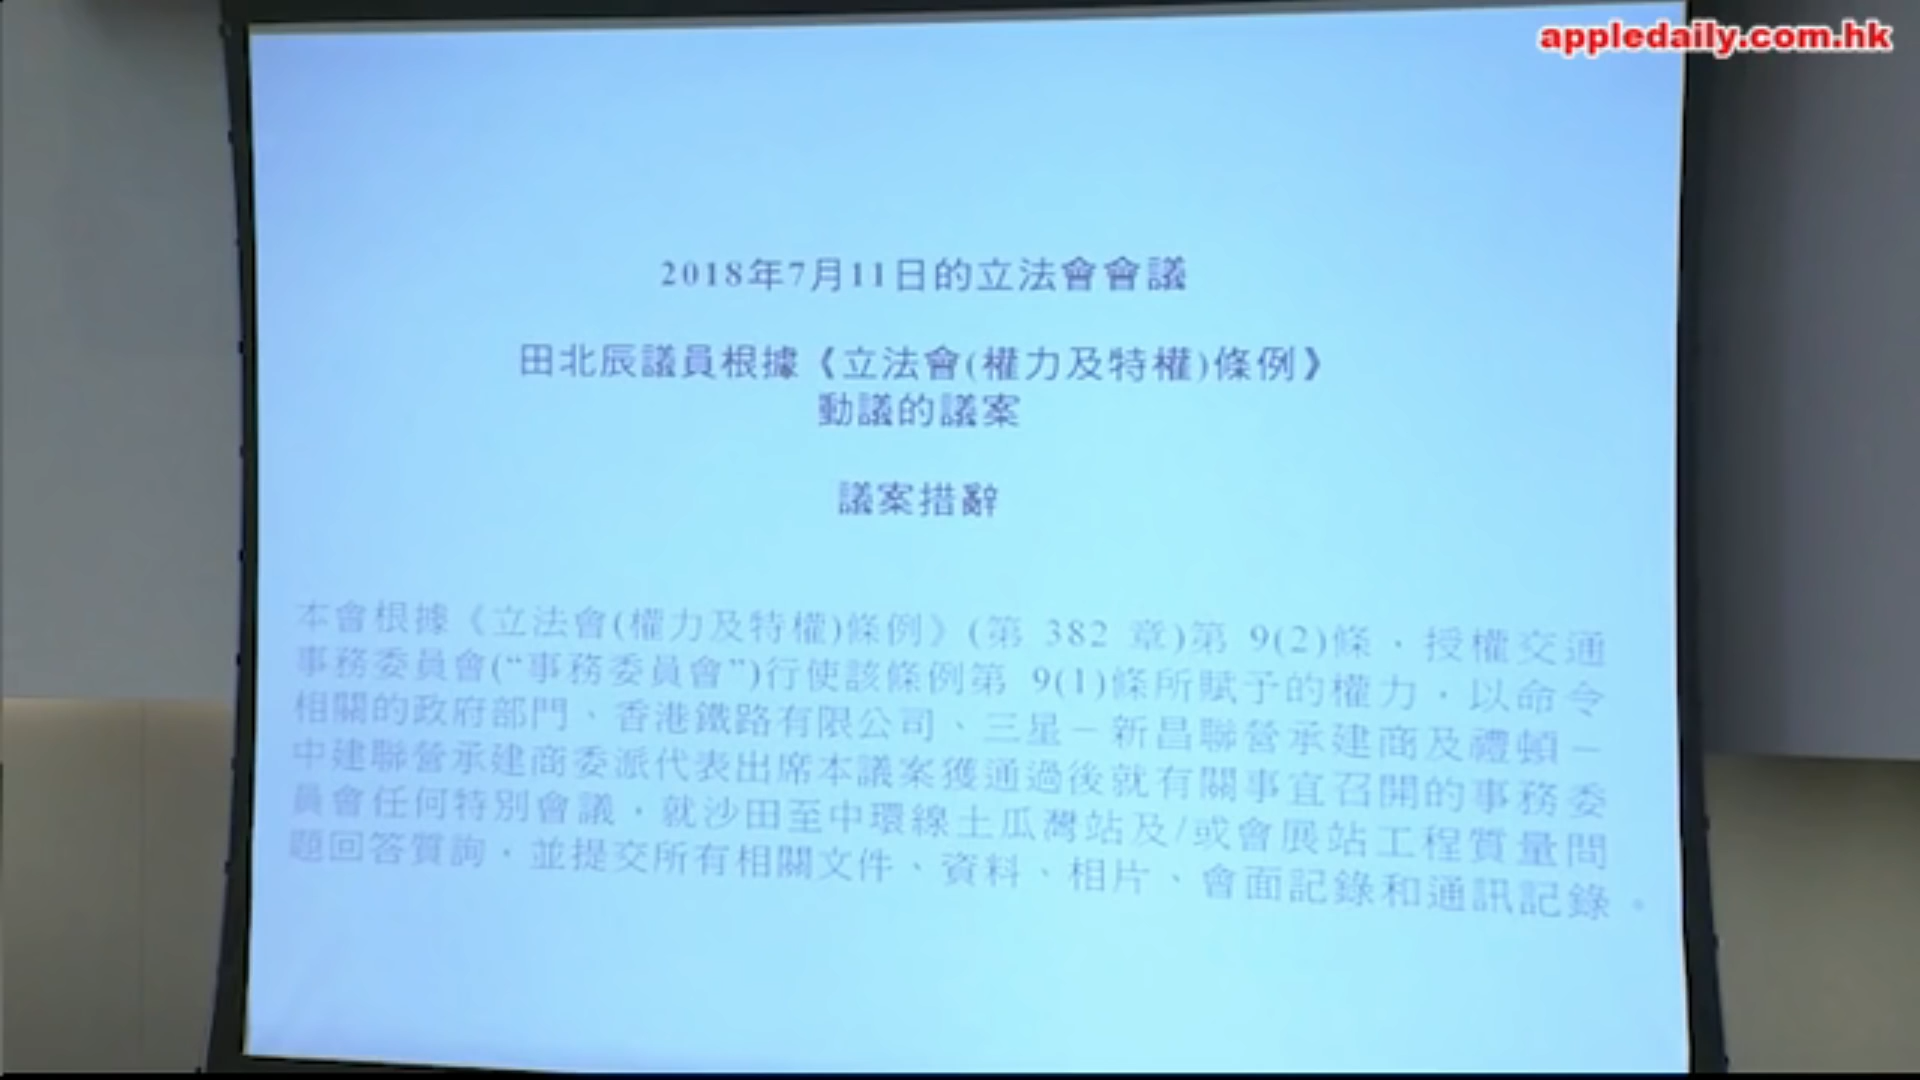 appledaily.com.hk
2018年7月11日的立法會會議
田北辰議員根據《立法會(權力及特權)條例》
動議的議案
議案措辭
本會根據《立法會(權力及特權)條例》(第 382 章)第 9(2)條，授權交通
事務委員會(“事務委員會”)行使該條例第 9(1)條所賦予的權力，以命令
相關的政府部門、香港鐵路有限公司、三星－新昌聯營承建商及禮頓－
中建聯營承建商委派代表出席本議案獲通過後就有關事宜召開的事務委
員會任何特別會議，就沙田至中環線土瓜灣站及/或會展站工程質量問
題回答質詢，並提交所有相關文件、資料、相片、會面記錄和通訊記錄。